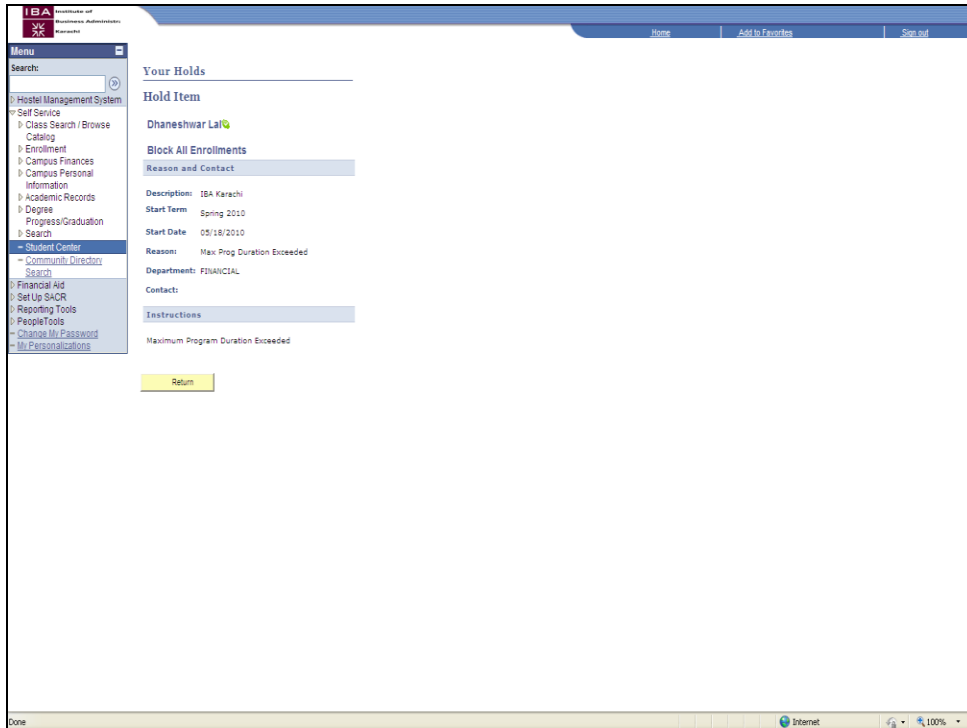 IBA Institute of
Business Administration
Karachi
Home
Add to Favorites
Sign out
Menu
Search:
Hostel Management System
Self Service
Class Search / Browse
Catalog
Enrollment
Campus Finances
Campus Personal
Information
Academic Records
Degree
Progress/Graduation
Search
Student Center
Community Directory
Search
Financial Aid
Set Up SACR
Reporting Tools
PeopleTools
Change My Password
My Personalizations
Your Holds
Hold Item
Dhaneshwar Lal
Block All Enrollments
Reason and Contact
Description: IBA Karachi
Start Term Spring 2010
Start Date 05/18/2010
Reason: Max Prog Duration Exceeded
Department: FINANCIAL
Contact:
Instructions
Maximum Program Duration Exceeded
Return
Done
Internet
100%